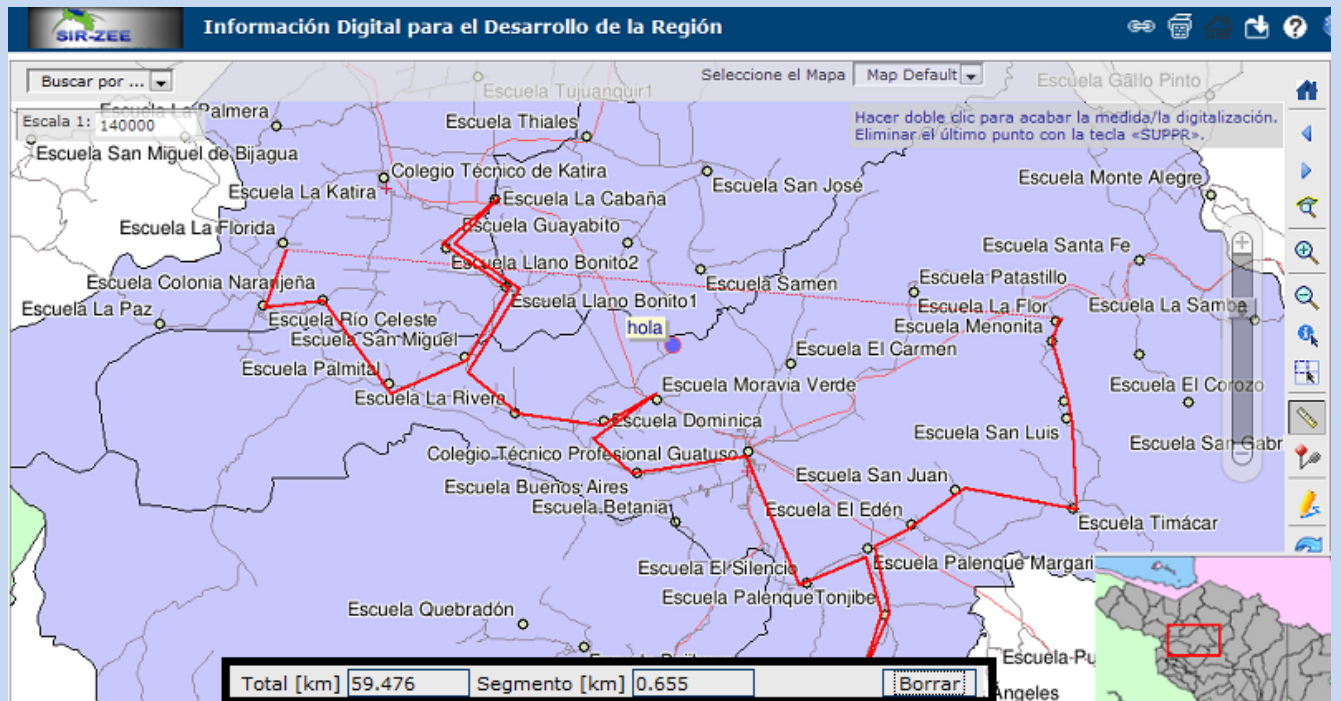 SIR-ZEE
Información Digital para el Desarrollo de la Región
Buscar por ...
Seleccione el Mapa
Map Default
Escuela Tujuanquir1
Escuela Gallo Pinto
Escuela La Palmera
Escala 1: 140000
Escuela Thiales
Hacer doble clic para acabar la medida/la digitalización.
Eliminar el último punto con la tecla «SUPPR».
Escuela San Miguel de Bijagua
Colegio Técnico de Katira
Escuela San José
Escuela Monte Alegre
Escuela La Katira
Escuela La Cabaña
Escuela La Florida
Escuela Guayabito
Escuela Santa Fe
Escuela Llano Bonito2
Escuela Colonia Naranjeña
Escuela Samen
Escuela Patastillo
Escuela La Paz
Escuela Llano Bonito1
Escuela La Flor
Escuela La Samba
Escuela Río Celeste
hola
Escuela Menonita
Escuela San Miguel
Escuela El Carmen
Escuela Palmital
Escuela Moravia Verde
Escuela El Corozo
Escuela La Rivera
Escuela Dominica
Escuela San Luis
Escuela San Gabr
Colegio Técnico Profesional Guatuso
Escuela San Juan
Escuela Buenos Aires
Escuela Betania
Escuela El Edén
Escuela Timácar
Escuela El Silencio
Escuela Palenque Margari
Escuela PalenqueTonjibe
Escuela Quebradón
Escuela Pu
Total [km] 59.476
Segmento [km] 0.655
Borrar
Angeles